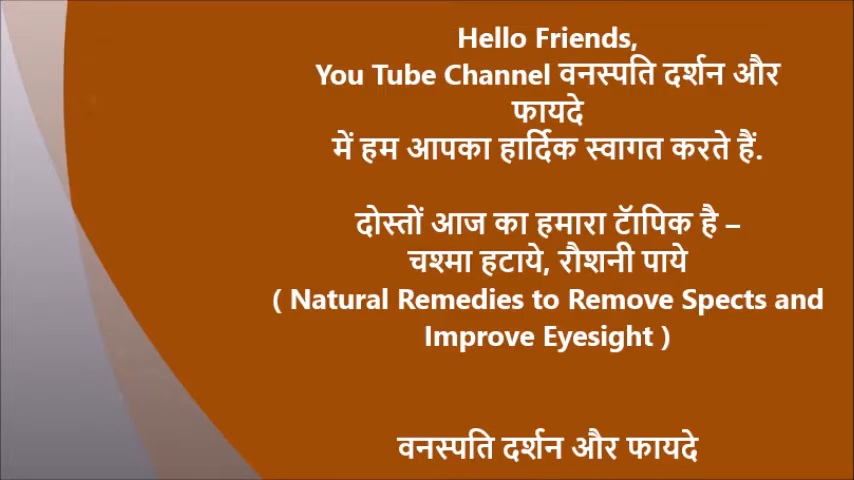 Hello Friends,
You Tube Channel वनस्पति दर्शन और
फायदे
में हम आपका हार्दिक स्वागत करते हैं.
दोस्तों आज का हमारा टॅापिक है –
चश्मा हटाये, रौशनी पाये
( Natural Remedies to Remove Spects and
Improve Eyesight )
वनस्पति दर्शन और फायदे